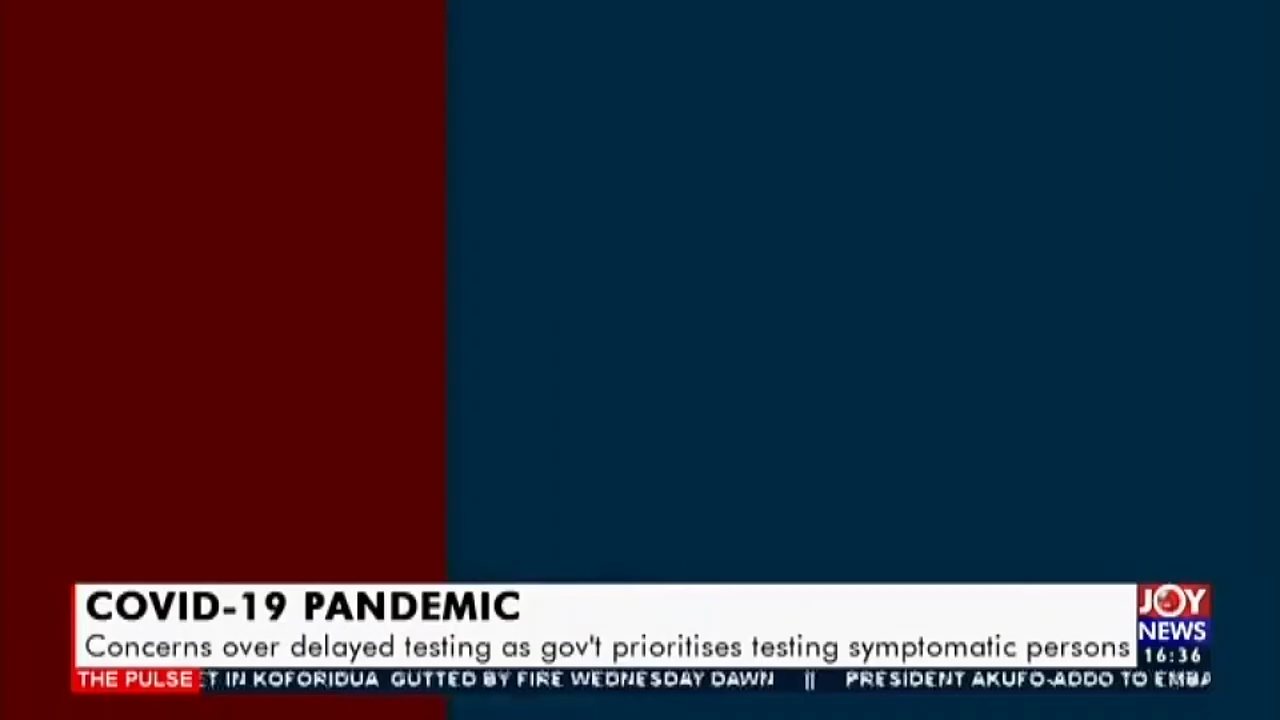 COVID-19 PANDEMIC
Concerns over delayed testing as gov't prioritises testing symptomatic persons
JOY
NEWS
16:36
THE PULSE
IN KOFORIDUA GUTTED BY FIRE WEDNESDAY DAWN || PRESIDENT AKUFO-ADDO TO